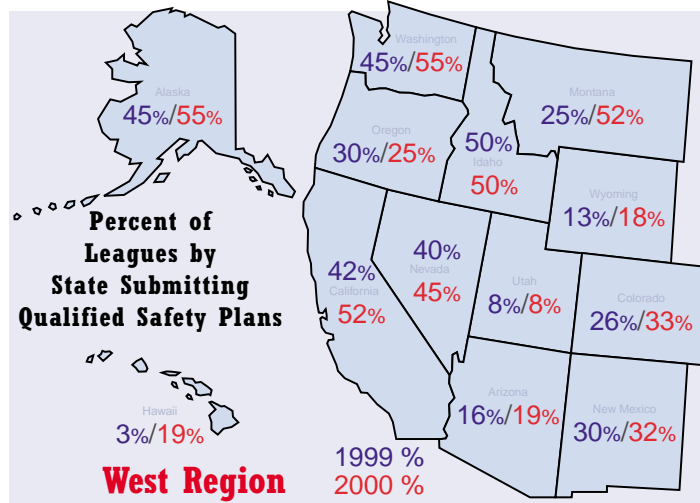 Washington
45%/55%
Alaska
45%/55%
Montana
25%/52%
Oregon
30%/25%
50%
Idaho
50%
Wyoming
13%/18%
Percent of
Leagues by
State Submitting
Qualified Safety Plans
42%
California
52%
40%
Nevada
45%
Utah
8%/8%
Colorado
26%/33%
Hawaii
3%/19%
Arizona
16%/19%
New Mexico
30%/32%
West Region
1999 %
2000 %